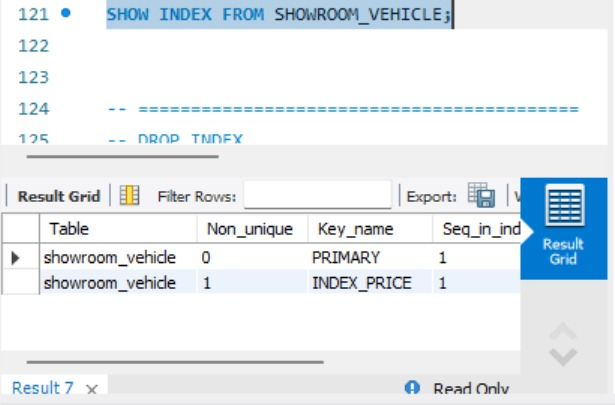 121 SHOW INDEX FROM SHOWROOM_VEHICLE;
122
123
124 -- ==========================================
125 -- DROP INDEX
Result Grid Filter Rows: Export:
Table Non_unique Key_name Seq_in_ind
showroom_vehicle 0 PRIMARY 1
showroom_vehicle 1 INDEX_PRICE 1
Result
Grid
Result 7 × Read Only